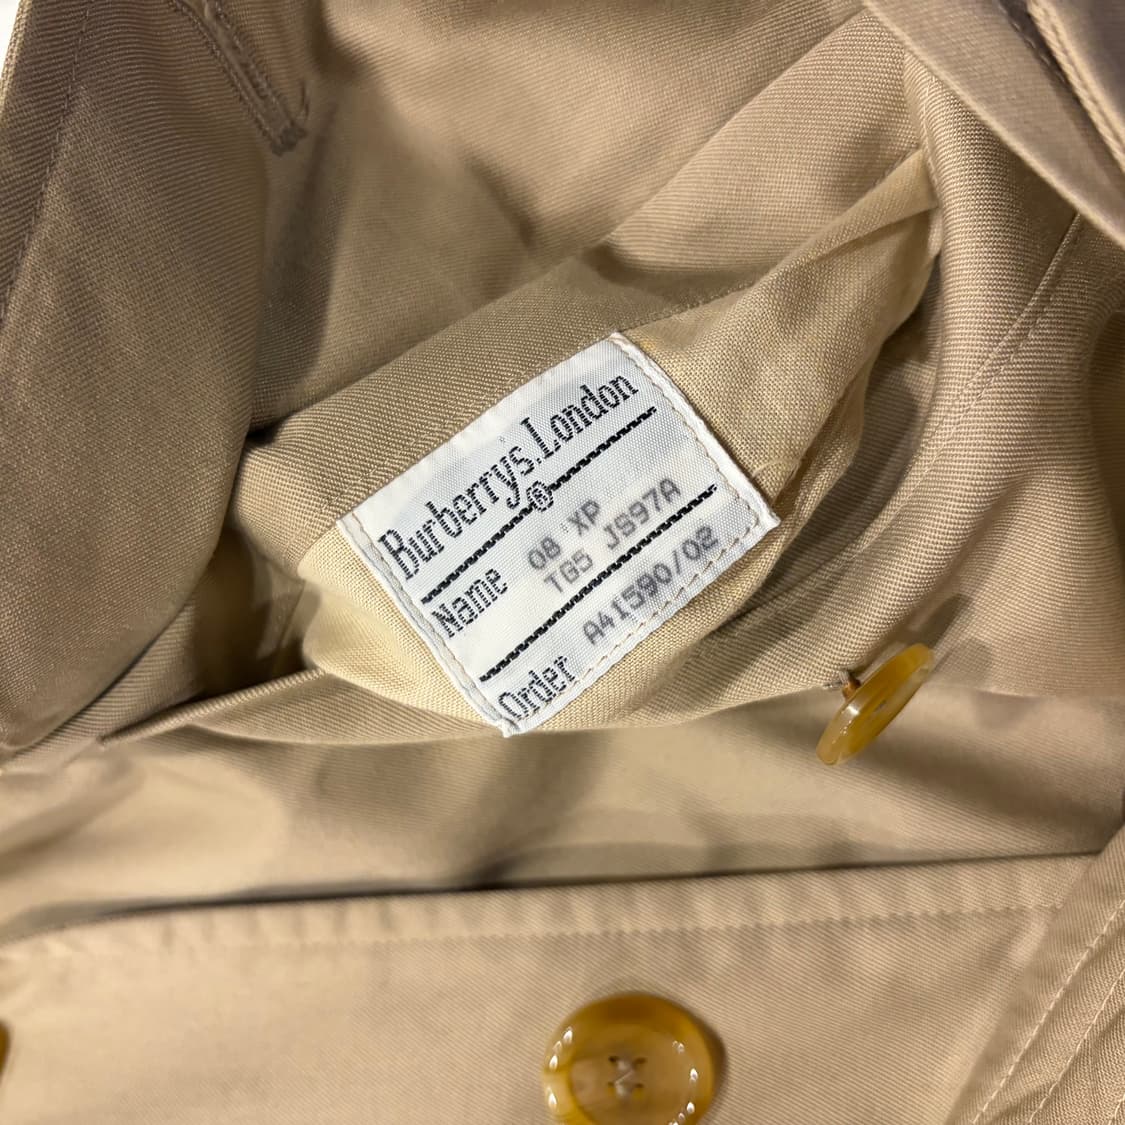 Burberrys.London
®
Name 08 XP
TG5 JS97A
Order A41590/02